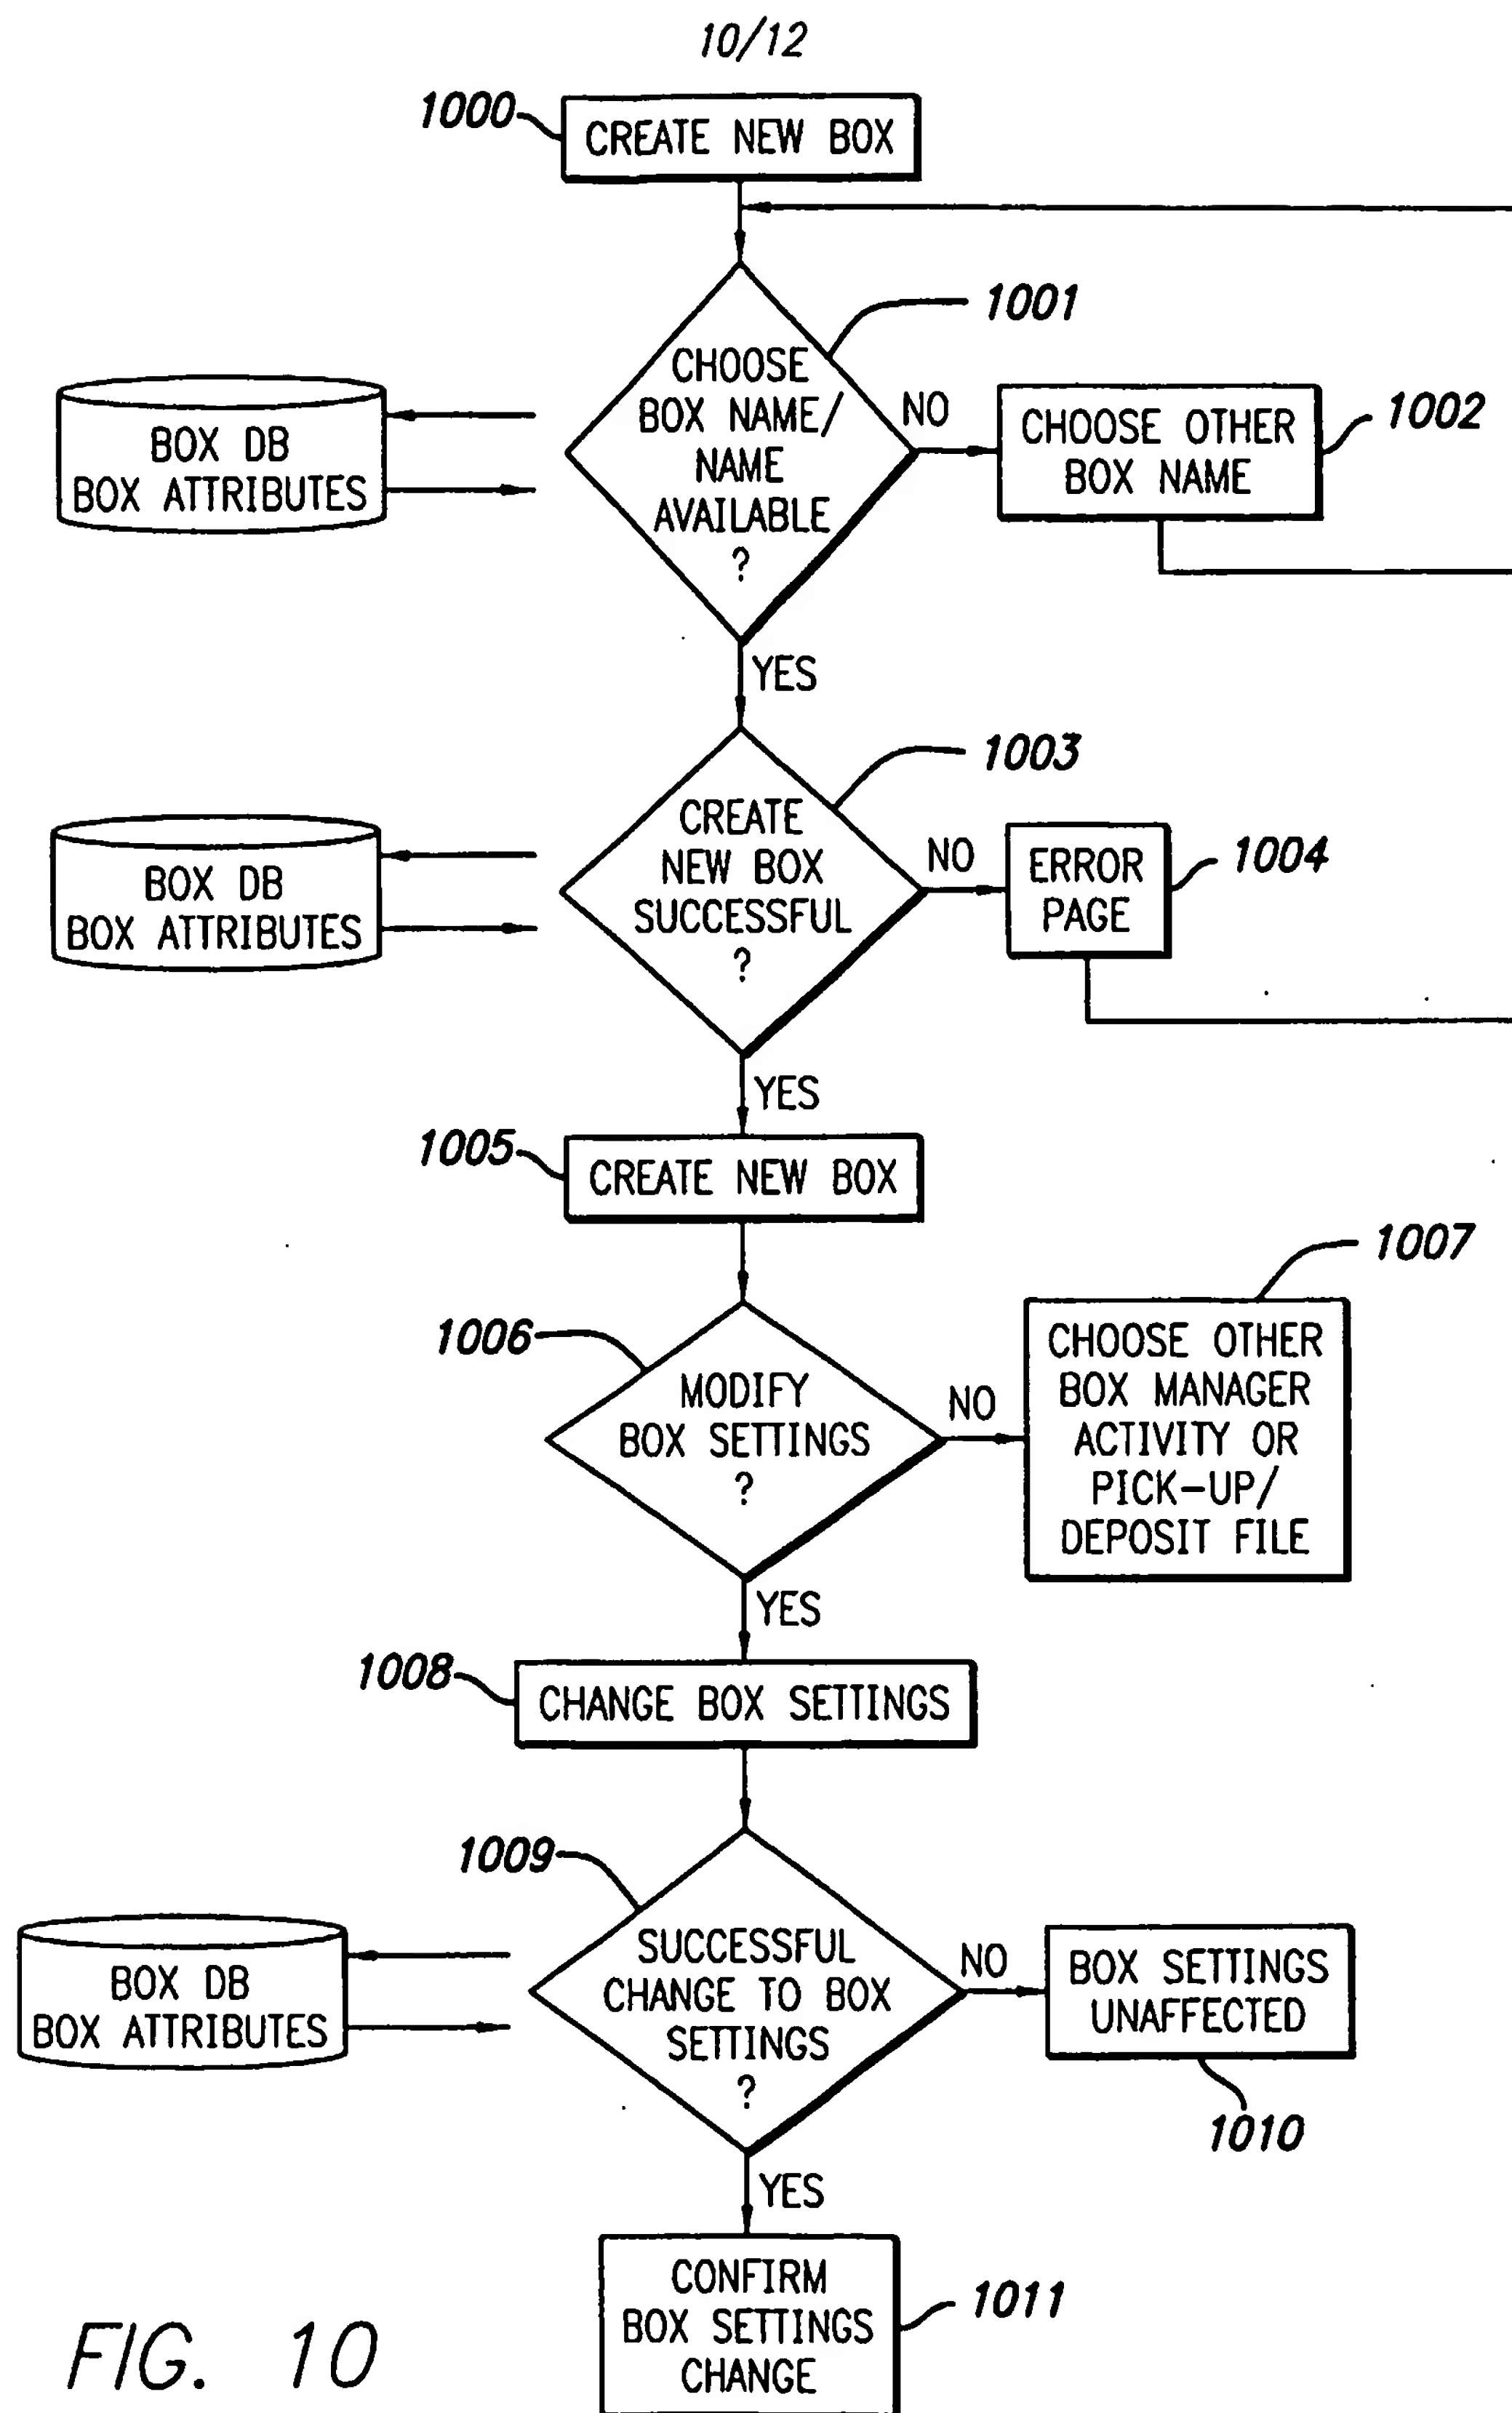 10/12
1000
CREATE NEW BOX
1001
CHOOSE
BOX NAME/
NAME
AVAILABLE
?
NO
CHOOSE OTHER
BOX NAME
1002
BOX DB
BOX ATTRIBUTES
YES
1003
CREATE
NEW BOX
SUCCESSFUL
?
NO
ERROR
PAGE
1004
BOX DB
BOX ATTRIBUTES
YES
1005
CREATE NEW BOX
1006
MODIFY
BOX SETTINGS
?
NO
1007
CHOOSE OTHER
BOX MANAGER
ACTIVITY OR
PICK-UP/
DEPOSIT FILE
YES
1008
CHANGE BOX SETTINGS
1009
SUCCESSFUL
CHANGE TO BOX
SETTINGS
?
NO
BOX SETTINGS
UNAFFECTED
1010
BOX DB
BOX ATTRIBUTES
YES
CONFIRM
BOX SETTINGS
CHANGE
1011
FIG. 10